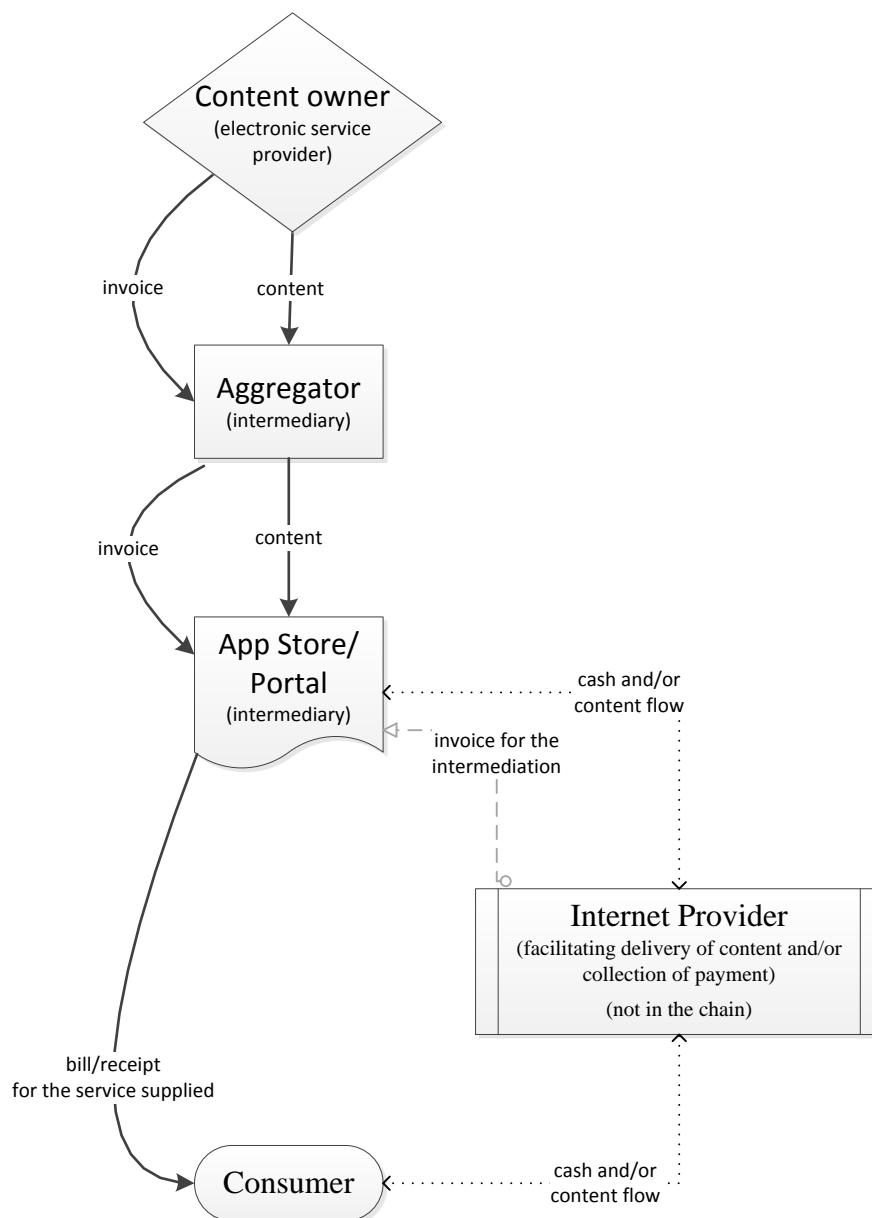 Content owner
(electronic service
provider)
invoice
content
Aggregator
(intermediary)
invoice
content
App Store/
Portal
(intermediary)
cash and/or
content flow
invoice for the
intermediation
Internet Provider
(facilitating delivery of content and/or
collection of payment)
(not in the chain)
bill/receipt
for the service supplied
Consumer
cash and/or
content flow